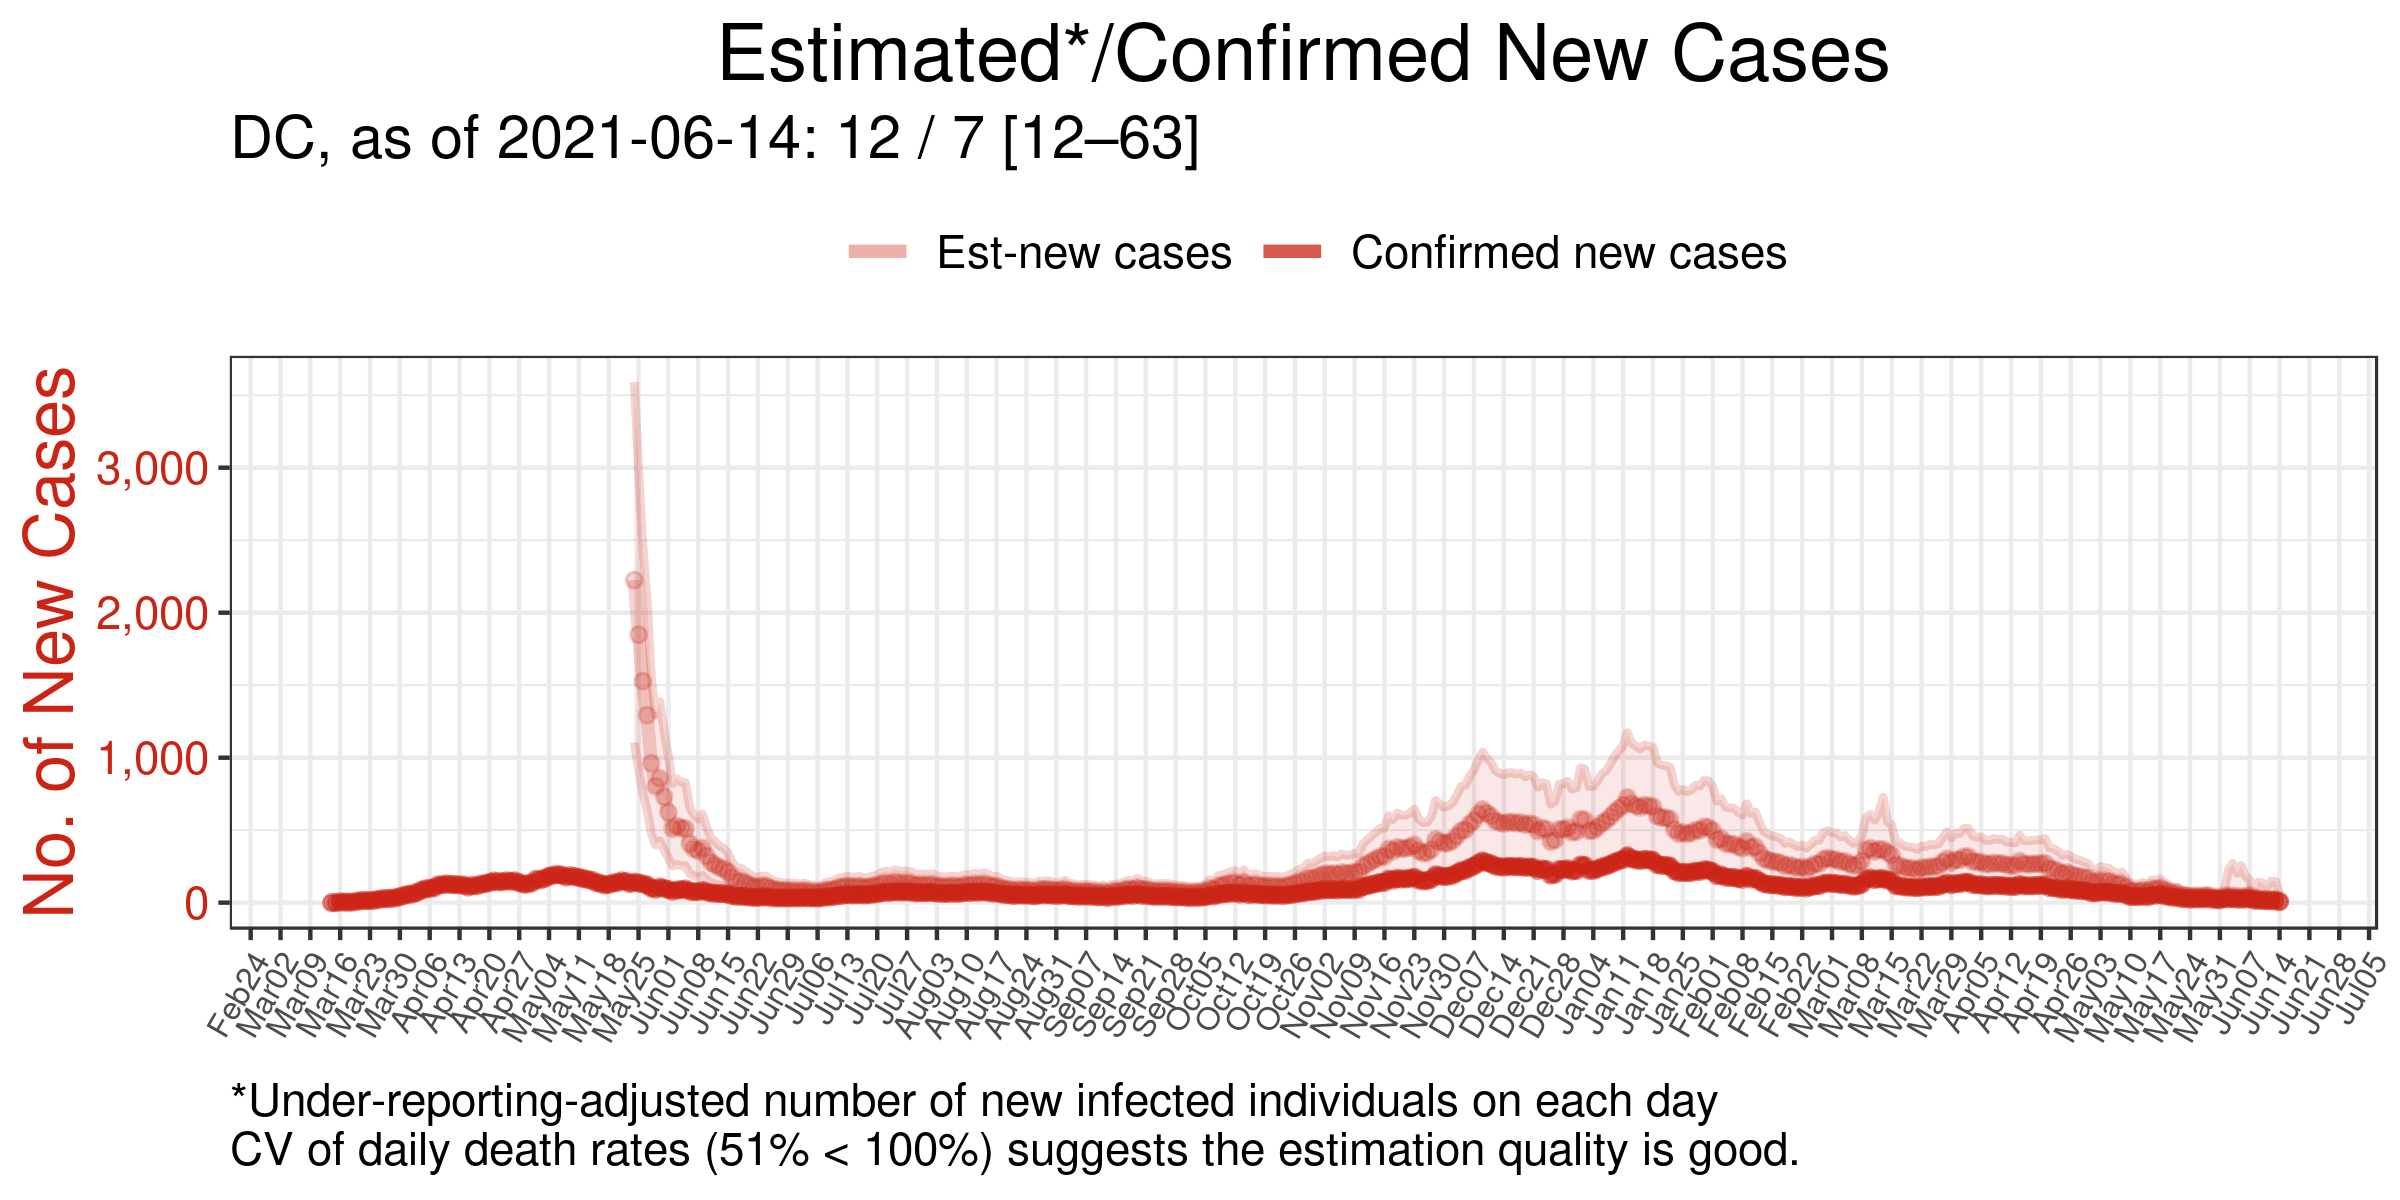 Estimated*/Confirmed New Cases
DC, as of 2021-06-14: 12 / 7 [12–63]
Est-new cases
Confirmed new cases
No. of New Cases
3,000
2,000
1,000
0
Feb24
Mar02
Mar09
Mar16
Mar23
Mar30
Apr06
Apr13
Apr20
Apr27
May04
May11
May18
May25
Jun01
Jun08
Jun15
Jun22
Jun29
Jul06
Jul13
Jul20
Jul27
Aug03
Aug10
Aug17
Aug24
Aug31
Sep07
Sep14
Sep21
Sep28
Oct05
Oct12
Oct19
Oct26
Nov02
Nov09
Nov16
Nov23
Nov30
Dec07
Dec14
Dec21
Dec28
Jan04
Jan11
Jan18
Jan25
Feb01
Feb08
Feb15
Feb22
Mar01
Mar08
Mar15
Mar22
Mar29
Apr05
Apr12
Apr19
Apr26
May03
May10
May17
May24
May31
Jun07
Jun14
Jun21
Jun28
Jul05
*Under-reporting-adjusted number of new infected individuals on each day
CV of daily death rates (51% < 100%) suggests the estimation quality is good.